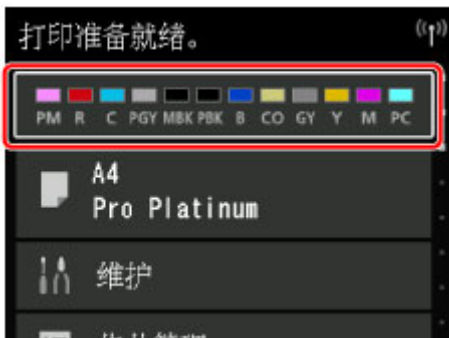 打印准备就绪。
PM R C PGY MBK PBK B CO GY Y M PC
A4
Pro Platinum
维护